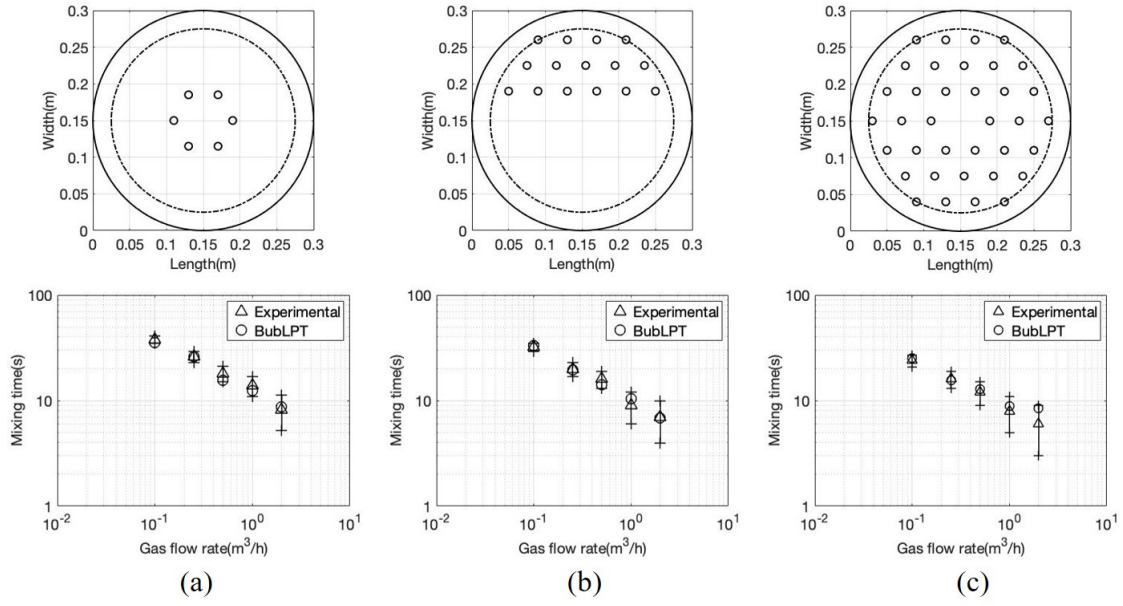 0.3
0.25
0.2
0.15
0.1
0.05
0
Width(m)
0 0.05 0.1 0.15 0.2 0.25 0.3
Length(m)
0.3
0.25
0.2
0.15
0.1
0.05
0
Width(m)
0 0.05 0.1 0.15 0.2 0.25 0.3
Length(m)
0.3
0.25
0.2
0.15
0.1
0.05
0
Width(m)
0 0.05 0.1 0.15 0.2 0.25 0.3
Length(m)
100
10
1
Mixing time(s)
Experimental
BubLPT
10⁻² 10⁻¹ 10⁰ 10¹
Gas flow rate(m³/h)
(a)
100
10
1
Mixing time(s)
Experimental
BubLPT
10⁻² 10⁻¹ 10⁰ 10¹
Gas flow rate(m³/h)
(b)
100
10
1
Mixing time(s)
Experimental
BubLPT
10⁻² 10⁻¹ 10⁰ 10¹
Gas flow rate(m³/h)
(c)